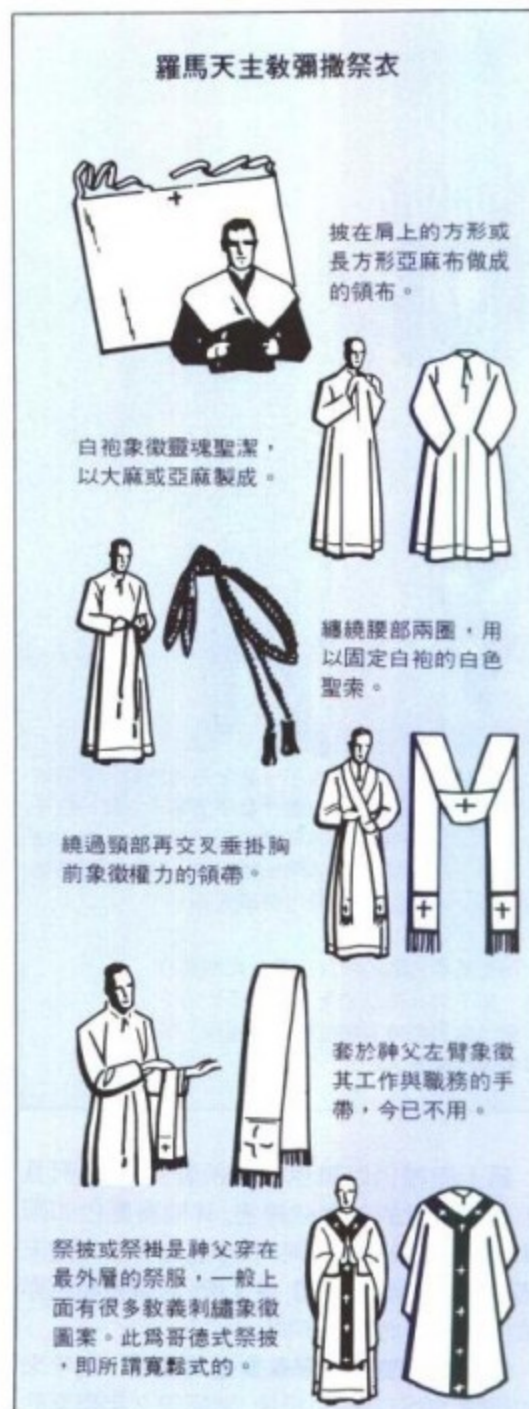 羅馬天主教彌撒祭衣
披在肩上的方形或
長方形亞麻布做成
的領布。
白袍象徵靈魂聖潔，
以大麻或亞麻製成。
纏繞腰部兩圈，用
以固定白袍的白色
聖索。
繞過頸部再交叉垂掛胸
前象徵權力的領帶。
套於神父左臂象徵
其工作與職務的手
帶，今已不用。
祭披或祭褂是神父穿在
最外層的祭服，一般上
面有很多教義刺繡象徵
圖案。此爲哥德式祭披
，即所謂寬鬆式的。